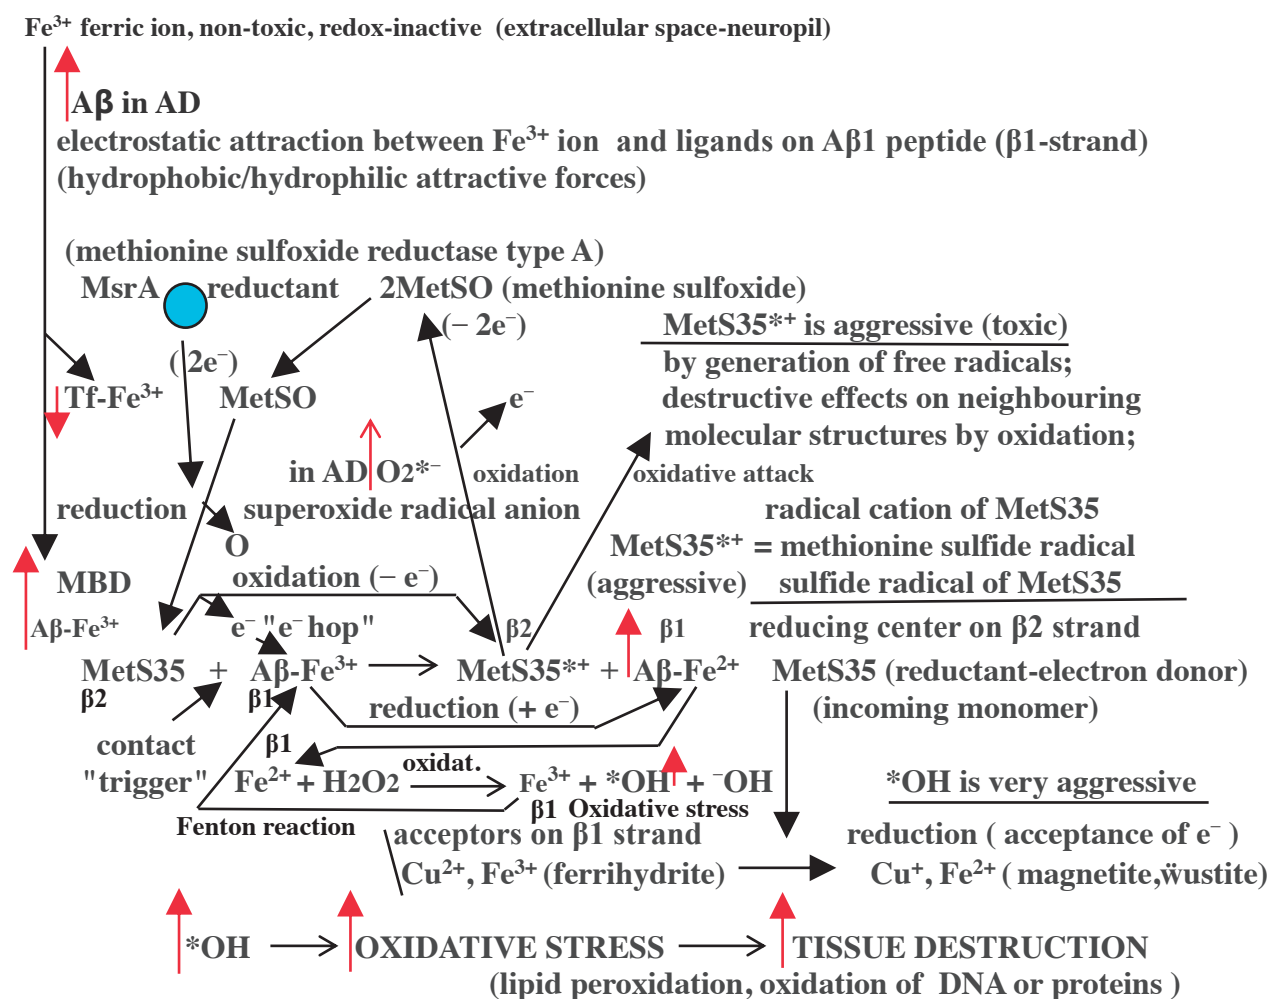 Fe³⁺ ferric ion, non-toxic, redox-inactive (extracellular space-neuropil)
Aβ in AD
electrostatic attraction between Fe³⁺ ion and ligands on Aβ1 peptide (β1-strand)
(hydrophobic/hydrophilic attractive forces)
(methionine sulfoxide reductase type A)
MsrA reductant 2MetSO (methionine sulfoxide)
(2e⁻) (− 2e⁻) MetS35*⁺ is aggressive (toxic)
by generation of free radicals;
Tf-Fe³⁺ MetSO e⁻ destructive effects on neighbouring
molecular structures by oxidation;
in AD O2*⁻ oxidation oxidative attack
reduction superoxide radical anion radical cation of MetS35
O MetS35*⁺ = methionine sulfide radical
MBD oxidation (− e⁻) (aggressive) sulfide radical of MetS35
Aβ-Fe³⁺ e⁻ "e⁻ hop" β2 β1 reducing center on β2 strand
MetS35 + Aβ-Fe³⁺ MetS35*⁺ + Aβ-Fe²⁺ MetS35 (reductant-electron donor)
β2 β1 reduction (+ e⁻) (incoming monomer)
contact β1 oxidat.
"trigger" Fe²⁺ + H2O2 Fe³⁺ + *OH + ⁻OH *OH is very aggressive
β1 Oxidative stress
Fenton reaction acceptors on β1 strand reduction ( acceptance of e⁻ )
Cu²⁺, Fe³⁺ (ferrihydrite) Cu⁺, Fe²⁺ ( magnetite,ẅustite)
*OH OXIDATIVE STRESS TISSUE DESTRUCTION
(lipid peroxidation, oxidation of DNA or proteins )